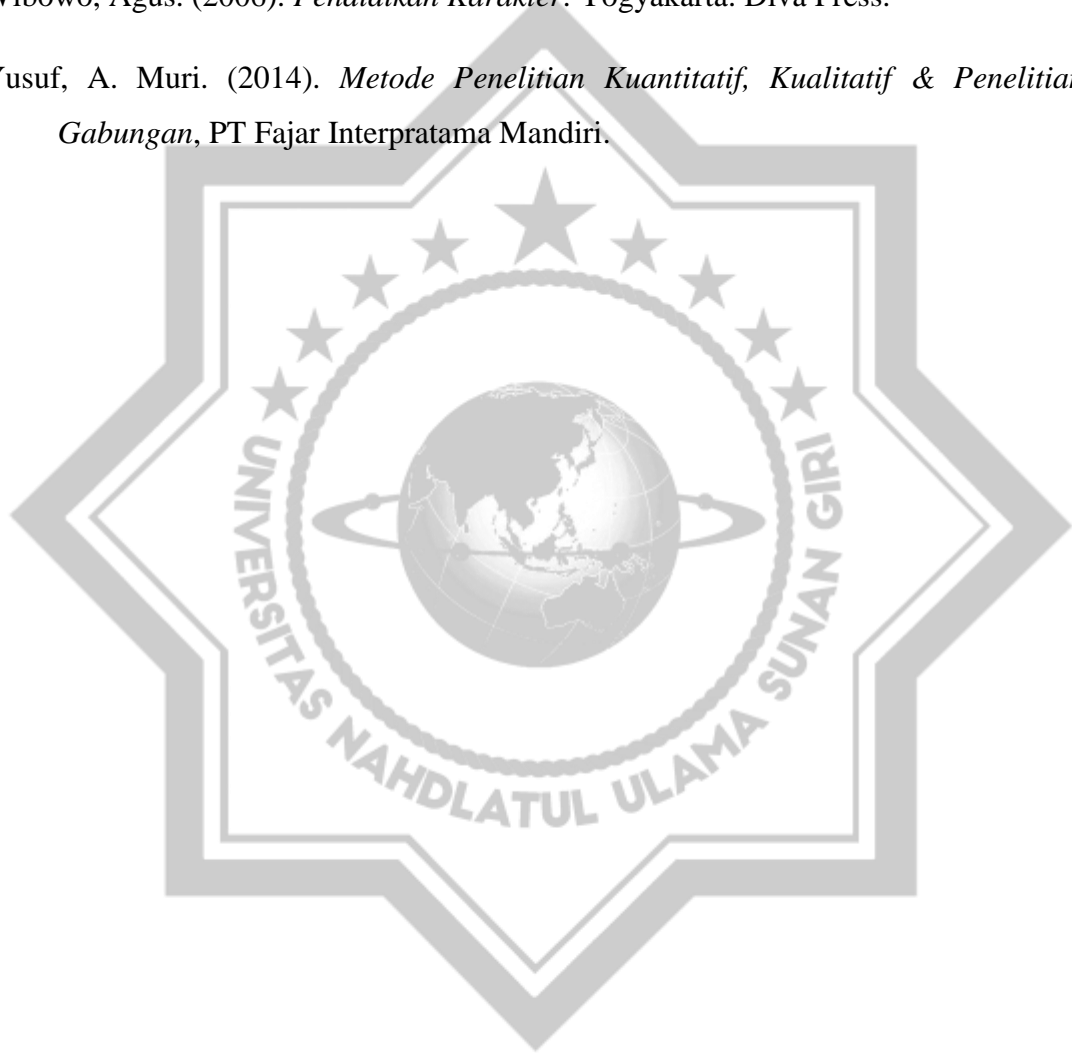 Wibowo, Agus. (2006). Pendidikan Karakter. Yogyakarta. Diva Press.
Yusuf, A. Muri. (2014). Metode Penelitian Kuantitatif, Kualitatif & Penelitian
Gabungan, PT Fajar Interpratama Mandiri.
UNIVERSITAS NAHDLATUL ULAMA SUNAN GIRI